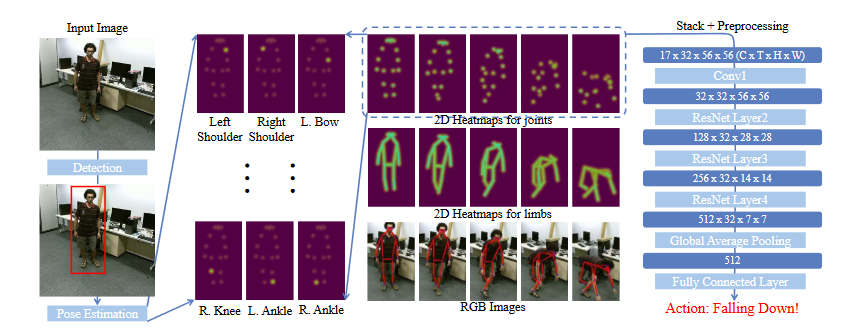 Input Image
Detection
Pose Estimation
Left
Shoulder
Right
Shoulder
L. Bow
R. Knee
L. Ankle
R. Ankle
2D Heatmaps for joints
2D Heatmaps for limbs
RGB Images
Stack + Preprocessing
17 x 32 x 56 x 56 (C x T x H x W)
Conv1
32 x 32 x 56 x 56
ResNet Layer2
128 x 32 x 28 x 28
ResNet Layer3
256 x 32 x 14 x 14
ResNet Layer4
512 x 32 x 7 x 7
Global Average Pooling
512
Fully Connected Layer
Action: Falling Down!